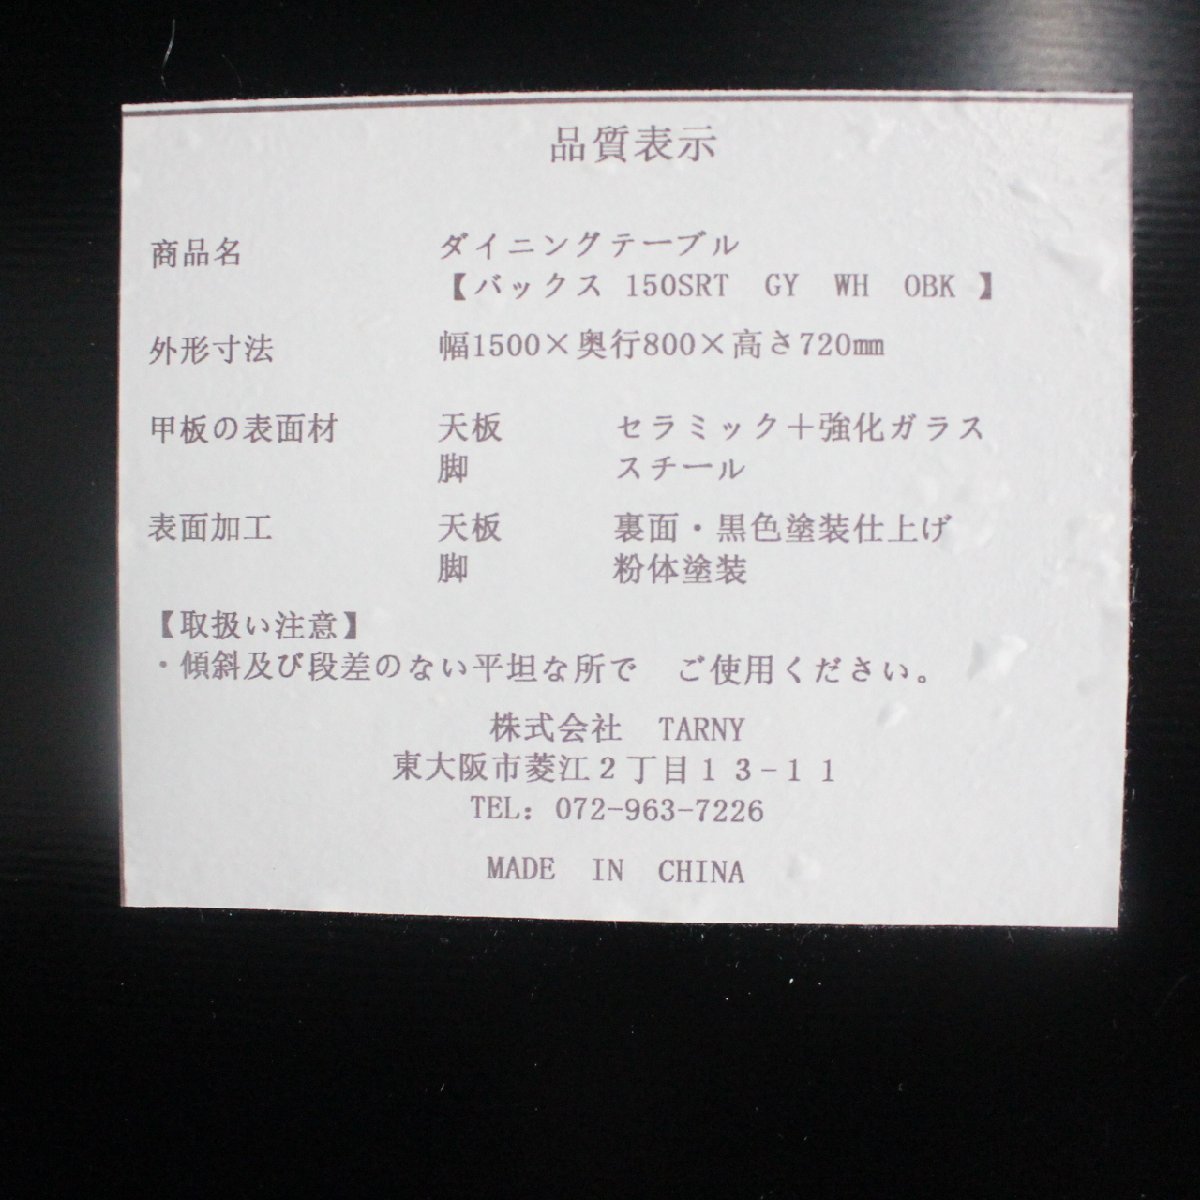 品質表示
商品名 ダイニングテーブル
【バックス 150SRT GY WH OBK 】
外形寸法 幅1500×奥行800×高さ720㎜
甲板の表面材 天板 セラミック＋強化ガラス
脚 スチール
表面加工 天板 裏面・黒色塗装仕上げ
脚 粉体塗装
【取扱い注意】
・傾斜及び段差のない平坦な所で ご使用ください。
株式会社 TARNY
東大阪市菱江２丁目１３−１１
TEL: 072-963-7226
MADE IN CHINA